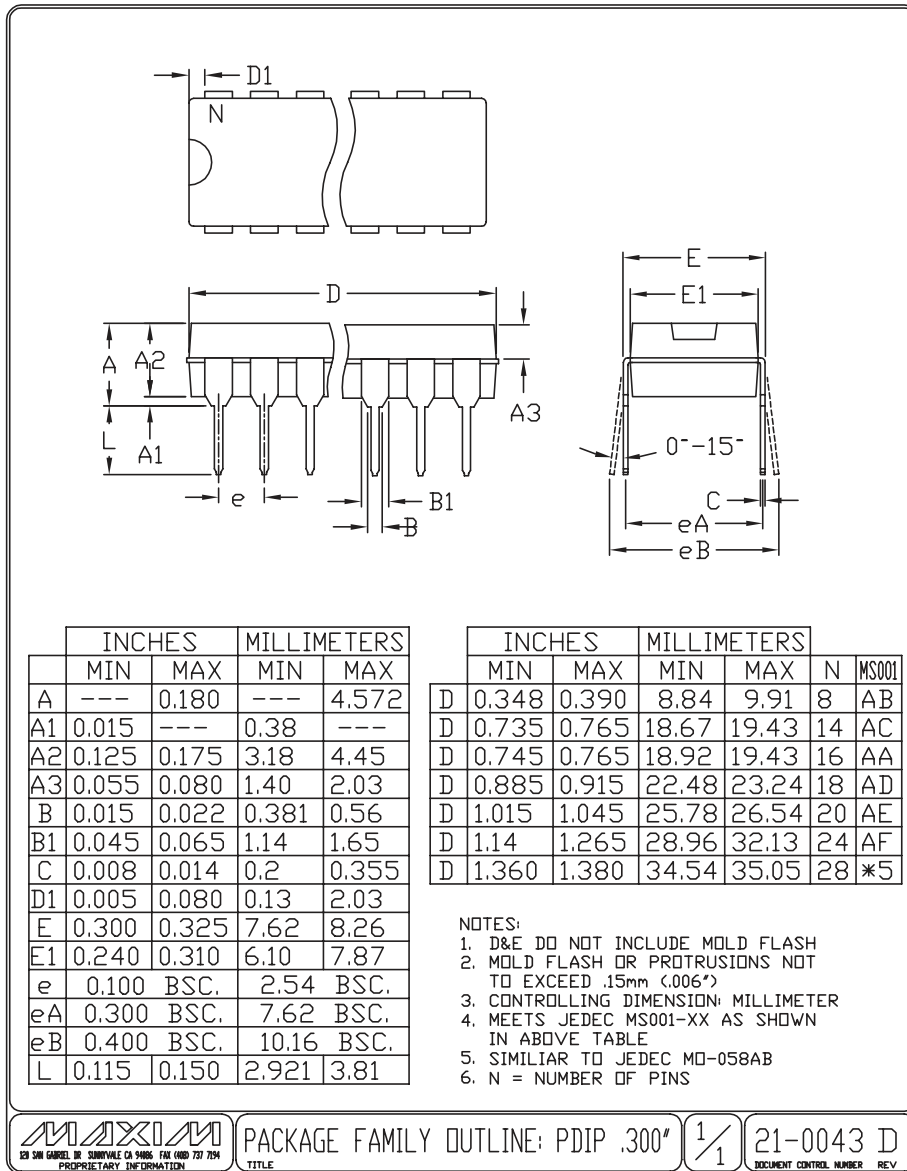 D1
N
D
E
E1
A
A2
A3
L
A1
0°-15°
e
B1
B
C
eA
eB
INCHES MILLIMETERS
MIN MAX MIN MAX
A --- 0.180 --- 4.572
A1 0.015 --- 0.38 ---
A2 0.125 0.175 3.18 4.45
A3 0.055 0.080 1.40 2.03
B 0.015 0.022 0.381 0.56
B1 0.045 0.065 1.14 1.65
C 0.008 0.014 0.2 0.355
D1 0.005 0.080 0.13 2.03
E 0.300 0.325 7.62 8.26
E1 0.240 0.310 6.10 7.87
e 0.100 BSC. 2.54 BSC.
eA 0.300 BSC. 7.62 BSC.
eB 0.400 BSC. 10.16 BSC.
L 0.115 0.150 2.921 3.81
INCHES MILLIMETERS
MIN MAX MIN MAX N MS001
D 0.348 0.390 8.84 9.91 8 AB
D 0.735 0.765 18.67 19.43 14 AC
D 0.745 0.765 18.92 19.43 16 AA
D 0.885 0.915 22.48 23.24 18 AD
D 1.015 1.045 25.78 26.54 20 AE
D 1.14 1.265 28.96 32.13 24 AF
D 1.360 1.380 34.54 35.05 28 *5
NOTES:
1. D&E DO NOT INCLUDE MOLD FLASH
2. MOLD FLASH OR PROTRUSIONS NOT
TO EXCEED .15mm (.006")
3. CONTROLLING DIMENSION: MILLIMETER
4. MEETS JEDEC MS001-XX AS SHOWN
IN ABOVE TABLE
5. SIMILIAR TO JEDEC MO-058AB
6. N = NUMBER OF PINS
MAXIM
120 SAN GABRIEL DR SUNNYVALE CA 94086 FAX (408) 737 7194
PROPRIETARY INFORMATION
PACKAGE FAMILY OUTLINE: PDIP .300"
TITLE
1/1
21-0043 D
DOCUMENT CONTROL NUMBER REV